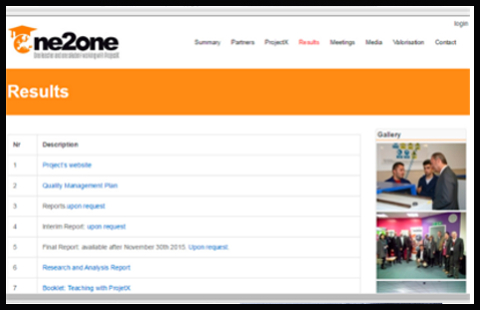 login
ne2one
Summary Partners ProjectX Results Meetings Media Valorisation Contact
Results
Nr Description
Gallery
1 Project's website
2 Quality Management Plan
3 Reports upon request
4 Interim Report: upon request
5 Final Report: available after November 30th 2015. Upon request.
6 Research and Analysis Report
7 Booklet: Teaching with ProjetX